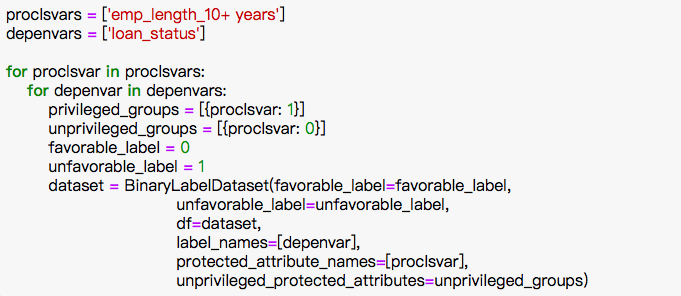 proclsvars = ['emp_length_10+ years']
depenvars = ['loan_status']

for proclsvar in proclsvars:
    for depenvar in depenvars:
        privileged_groups = [{proclsvar: 1}]
        unprivileged_groups = [{proclsvar: 0}]
        favorable_label = 0
        unfavorable_label = 1
        dataset = BinaryLabelDataset(favorable_label=favorable_label,
                                unfavorable_label=unfavorable_label,
                                df=dataset,
                                label_names=[depenvar],
                                protected_attribute_names=[proclsvar],
                                unprivileged_protected_attributes=unprivileged_groups)